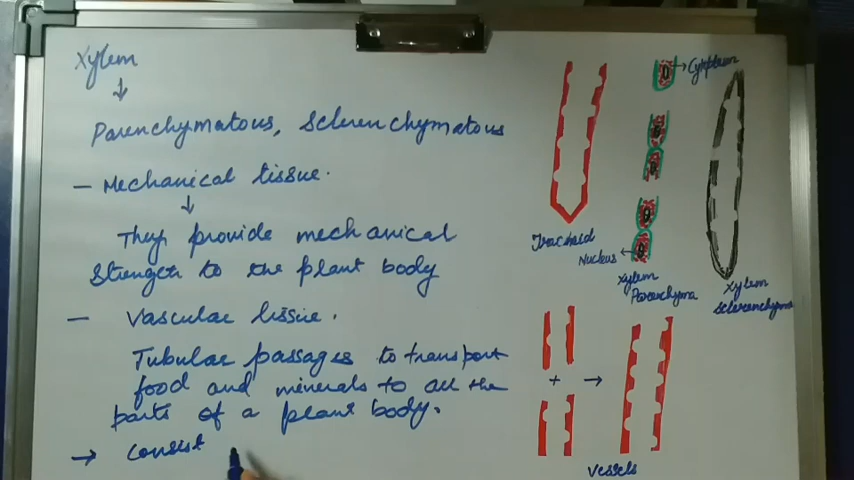 Xylem
Parenchymatous, Sclerenchymatous
- Mechanical tissue.
They provide mechanical
strength to the plant body
- Vascular tissue.
Tubular passages to transport
food and minerals to all the
parts of a plant body.
→ Consist
Tracheid
Cytoplasm
Nucleus
Xylem
Parenchyma
Xylem
Sclerenchyma
+ →
Vessels